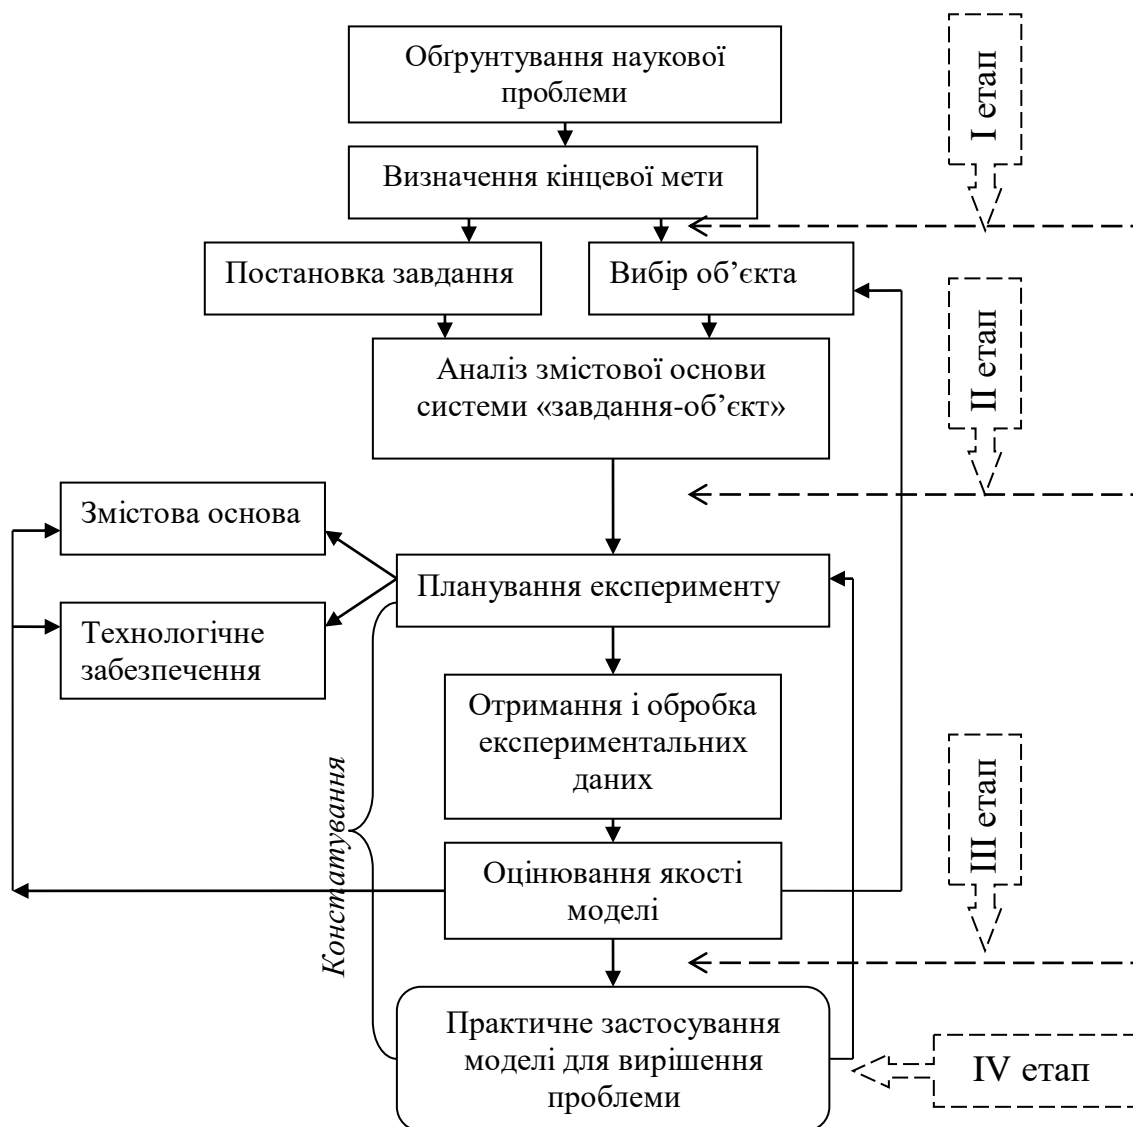 Обґрунтування наукової
проблеми
І етап
Визначення кінцевої мети
Постановка завдання
Вибір об’єкта
ІІ етап
Аналіз змістової основи
системи «завдання-об’єкт»
Змістова основа
Планування експерименту
Технологічне
забезпечення
Отримання і обробка
експериментальних
даних
Констатування
ІІІ етап
Оцінювання якості
моделі
Практичне застосування
моделі для вирішення
проблеми
IV етап